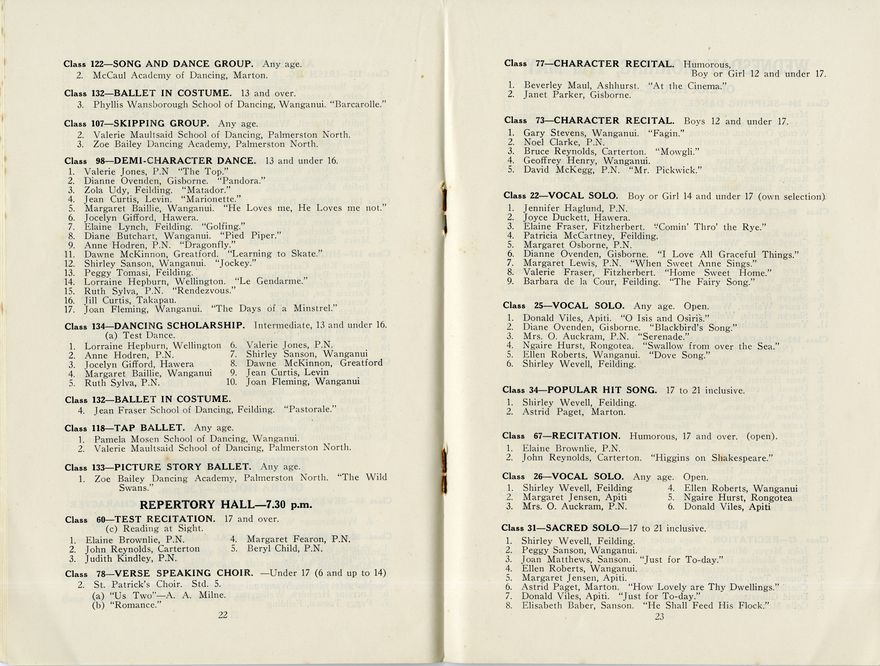 Class 122—SONG AND DANCE GROUP. Any age.
2. McCaul Academy of Dancing, Marton.
Class 132—BALLET IN COSTUME. 13 and over.
3. Phyllis Wansborough School of Dancing, Wanganui. "Barcarolle."
Class 107—SKIPPING GROUP. Any age.
2. Valerie Maultsaid School of Dancing, Palmerston North.
3. Zoe Bailey Dancing Academy, Palmerston North.
Class 98—DEMI-CHARACTER DANCE. 13 and under 16.
1. Valerie Jones, P.N "The Top."
2. Dianne Ovenden, Gisborne. "Pandora."
3. Zola Udy, Feilding. "Matador."
4. Jean Curtis, Levin. "Marionette."
5. Margaret Baillie, Wanganui. "He Loves me, He Loves me not."
6. Jocelyn Gifford, Hawera.
7. Elaine Lynch, Feilding. "Golfing."
8. Diane Butchart, Wanganui. "Pied Piper."
9. Anne Hodren, P.N. "Dragonfly."
11. Dawne McKinnon, Greatford. "Learning to Skate."
12. Shirley Sanson, Wanganui. "Jockey."
13. Peggy Tomasi, Feilding.
14. Lorraine Hepburn, Wellington. "Le Gendarme."
15. Ruth Sylva, P.N. "Rendezvous."
16. Jill Curtis, Takapau.
17. Joan Fleming, Wanganui. "The Days of a Minstrel."
Class 134—DANCING SCHOLARSHIP. Intermediate, 13 and under 16.
(a) Test Dance.
1. Lorraine Hepburn, Wellington 6. Valerie Jones, P.N.
2. Anne Hodren, P.N. 7. Shirley Sanson, Wanganui
3. Jocelyn Gifford, Hawera 8. Dawne McKinnon, Greatford
4. Margaret Baillie, Wanganui 9. Jean Curtis, Levin
5. Ruth Sylva, P.N. 10. Joan Fleming, Wanganui
Class 132—BALLET IN COSTUME.
4. Jean Fraser School of Dancing, Feilding. "Pastorale."
Class 118—TAP BALLET. Any age.
1. Pamela Mosen School of Dancing, Wanganui.
2. Valerie Maultsaid School of Dancing, Palmerston North.
Class 133—PICTURE STORY BALLET. Any age.
1. Zoe Bailey Dancing Academy, Palmerston North. "The Wild
Swans."
REPERTORY HALL—7.30 p.m.
Class 60—TEST RECITATION. 17 and over.
(c) Reading at Sight.
1. Elaine Brownlie, P.N. 4. Margaret Fearon, P.N.
2. John Reynolds, Carterton 5. Beryl Child, P.N.
3. Judith Kindley, P.N.
Class 78—VERSE SPEAKING CHOIR. —Under 17 (6 and up to 14)
2. St. Patrick's Choir. Std. 5.
(a) "Us Two"—A. A. Milne.
(b) "Romance."
22
Class 77—CHARACTER RECITAL. Humorous,
Boy or Girl 12 and under 17.
1. Beverley Maul, Ashhurst. "At the Cinema."
2. Janet Parker, Gisborne.
Class 73—CHARACTER RECITAL. Boys 12 and under 17.
1. Gary Stevens, Wanganui. "Fagin."
2. Noel Clarke, P.N.
3. Bruce Reynolds, Carterton. "Mowgli."
4. Geoffrey Henry, Wanganui.
5. David McKegg, P.N. "Mr. Pickwick."
Class 22—VOCAL SOLO. Boy or Girl 14 and under 17 (own selection)
1. Jennifer Haglund, P.N.
2. Joyce Duckett, Hawera.
3. Elaine Fraser, Fitzherbert. "Comin' Thro' the Rye."
4. Patricia McCartney, Feilding.
5. Margaret Osborne, P.N.
6. Dianne Ovenden, Gisborne. "I Love All Graceful Things."
7. Margaret Lewis, P.N. "When Sweet Anne Sings."
8. Valerie Fraser, Fitzherbert. "Home Sweet Home."
9. Barbara de la Cour, Feilding. "The Fairy Song."
Class 25—VOCAL SOLO. Any age. Open.
1. Donald Viles, Apiti. "O Isis and Osiris."
2. Diane Ovenden, Gisborne. "Blackbird's Song."
3. Mrs. O. Auckram, P.N. "Serenade."
4. Ngaire Hurst, Rongotea. "Swallow from over the Sea."
5. Ellen Roberts, Wanganui. "Dove Song."
6. Shirley Wevell, Feilding.
Class 34—POPULAR HIT SONG. 17 to 21 inclusive.
1. Shirley Wevell, Feilding.
2. Astrid Paget, Marton.
Class 67—RECITATION. Humorous, 17 and over. (open).
1. Elaine Brownlie, P.N.
2. John Reynolds, Carterton. "Higgins on Shakespeare."
Class 26—VOCAL SOLO. Any age. Open.
1. Shirley Wevell, Feilding 4. Ellen Roberts, Wanganui
2. Margaret Jensen, Apiti 5. Ngaire Hurst, Rongotea
3. Mrs. O. Auckram, P.N. 6. Donald Viles, Apiti
Class 31—SACRED SOLO—17 to 21 inclusive.
1. Shirley Wevell, Feilding.
2. Peggy Sanson, Wanganui.
3. Joan Matthews, Sanson. "Just for To-day."
4. Ellen Roberts, Wanganui.
5. Margaret Jensen, Apiti.
6. Astrid Paget, Marton. "How Lovely are Thy Dwellings."
7. Donald Viles, Apiti. "Just for To-day."
8. Elisabeth Baber, Sanson. "He Shall Feed His Flock."
23